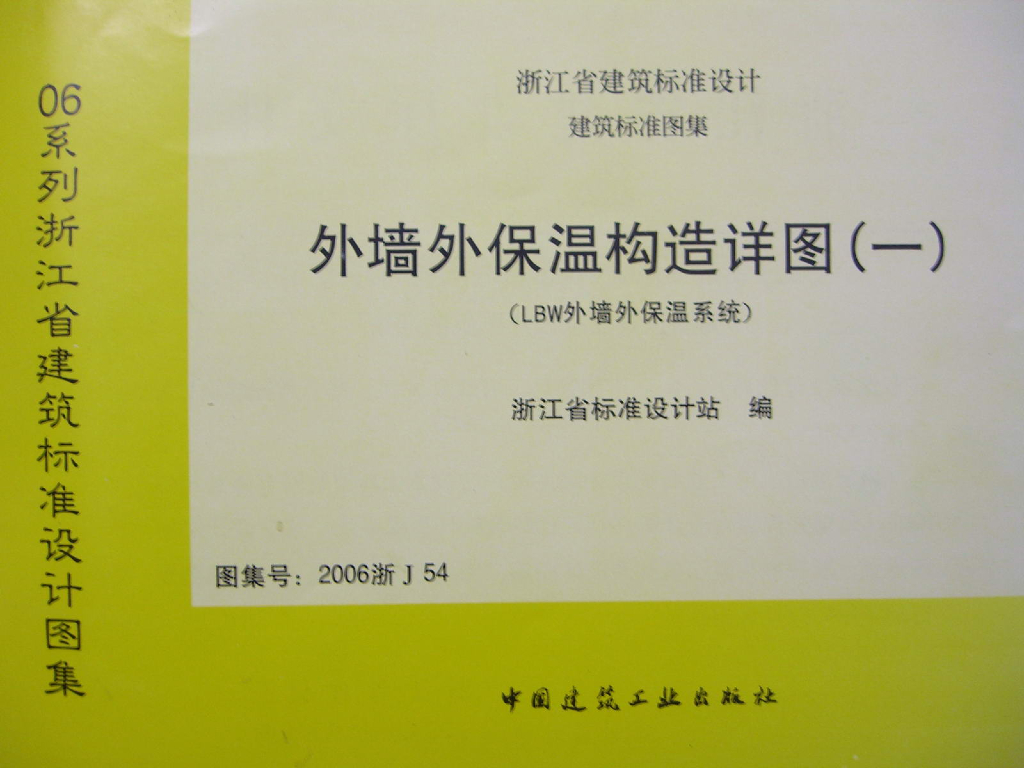 06系列浙江省建筑标准设计图集
浙江省建筑标准设计
建筑标准图集
外墙外保温构造详图(一)
(LBW外墙外保温系统)
浙江省标准设计站 编
图集号: 2006浙J 54
中国建筑工业出版社